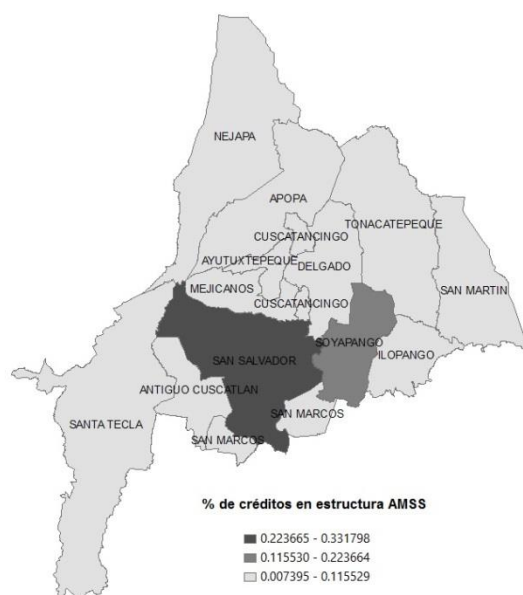 NEJAPA
APOPA
TONACATEPEQUE
CUSCATANCINGO
AYUTUXTEPEQUE
DELGADO
MEJICANOS
SAN MARTIN
CUSCATANCINGO
SOYAPANGO
SAN SALVADOR
ILOPANGO
ANTIGUO CUSCATLAN
SAN MARCOS
SANTA TECLA
SAN MARCOS
% de créditos en estructura AMSS
0.223665 - 0.331798
0.115530 - 0.223664
0.007395 - 0.115529